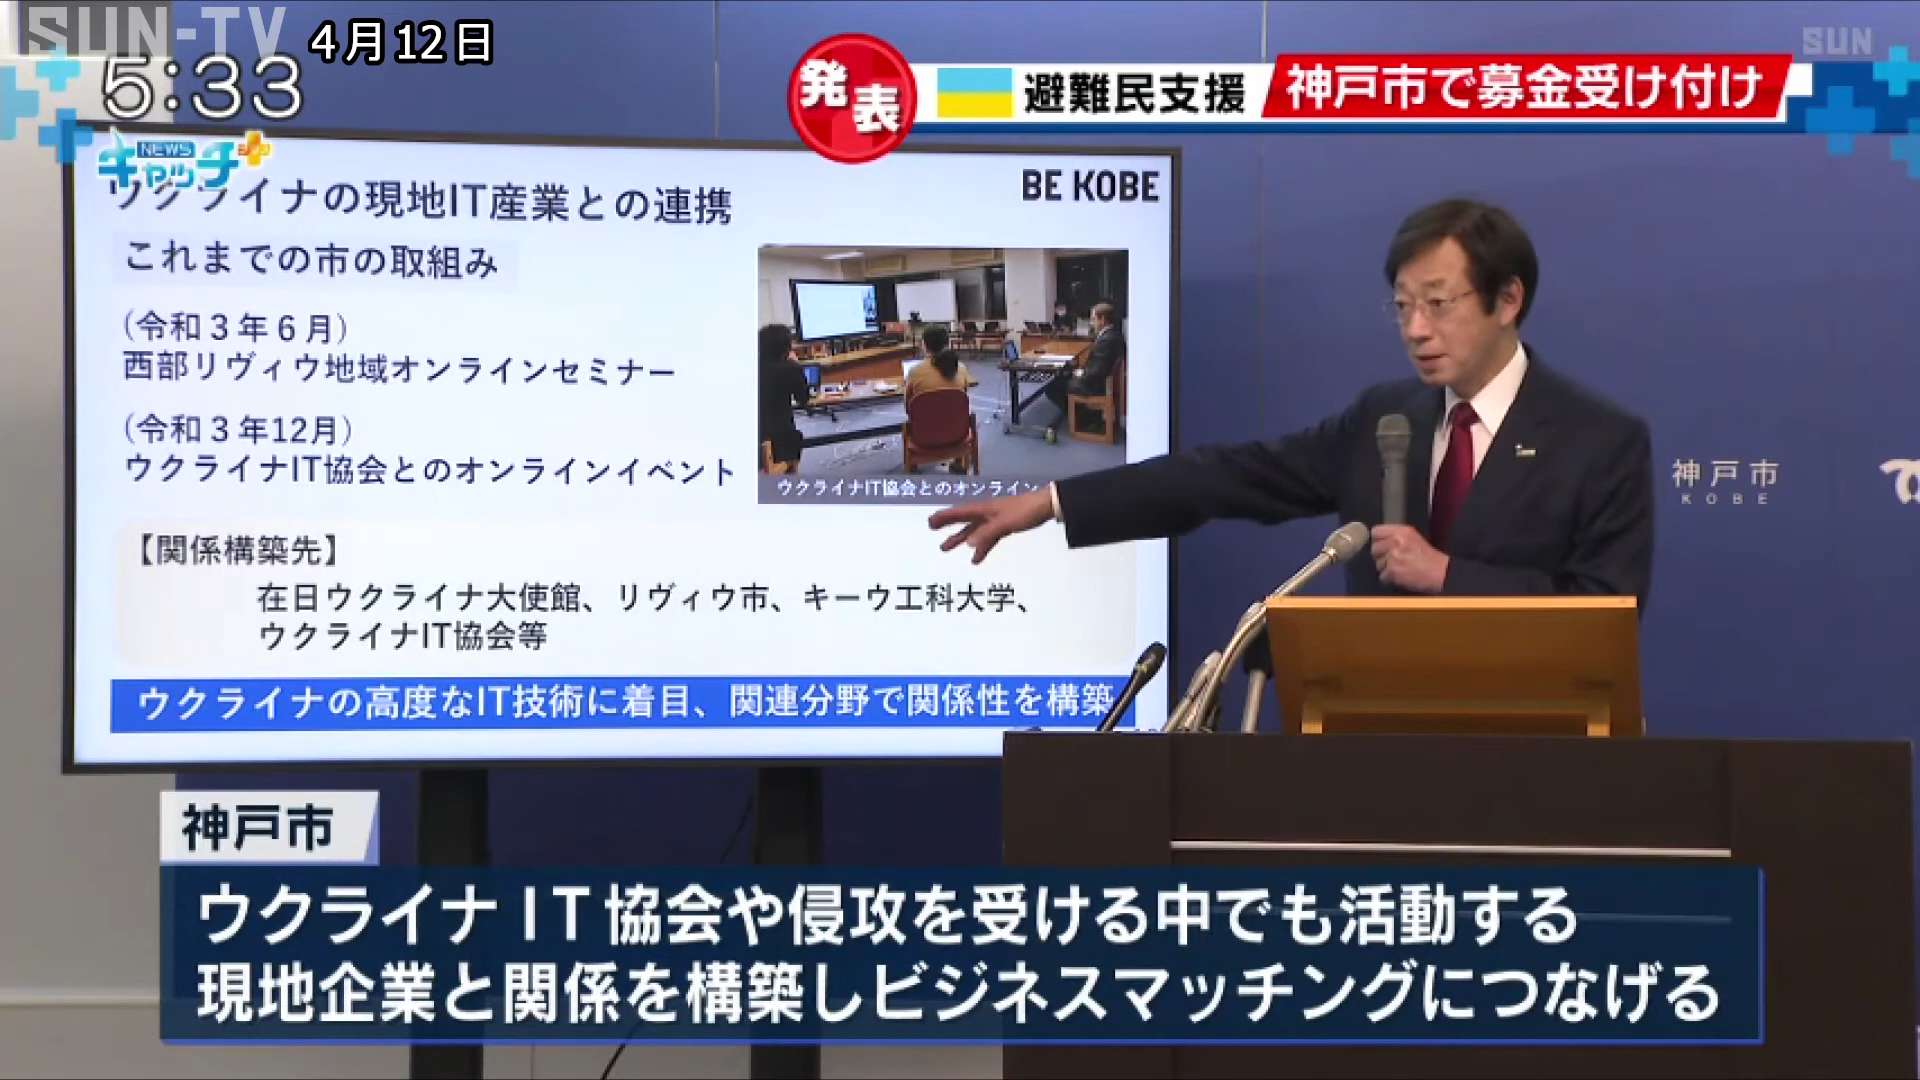 SUN-TV
4月12日
5:33
NEWS
キャッチ+
発表
避難民支援
神戸市で募金受け付け
SUN
ウクライナの現地IT産業との連携
BE KOBE
これまでの市の取組み
(令和3年6月)
西部リヴィウ地域オンラインセミナー
(令和3年12月)
ウクライナIT協会とのオンラインイベント
ウクライナIT協会とのオンライン
【関係構築先】
在日ウクライナ大使館、リヴィウ市、キーウ工科大学、
ウクライナIT協会等
ウクライナの高度なIT技術に着目、関連分野で関係性を構築
神戸市
KOBE
神戸市
ウクライナIT協会や侵攻を受ける中でも活動する
現地企業と関係を構築しビジネスマッチングにつなげる